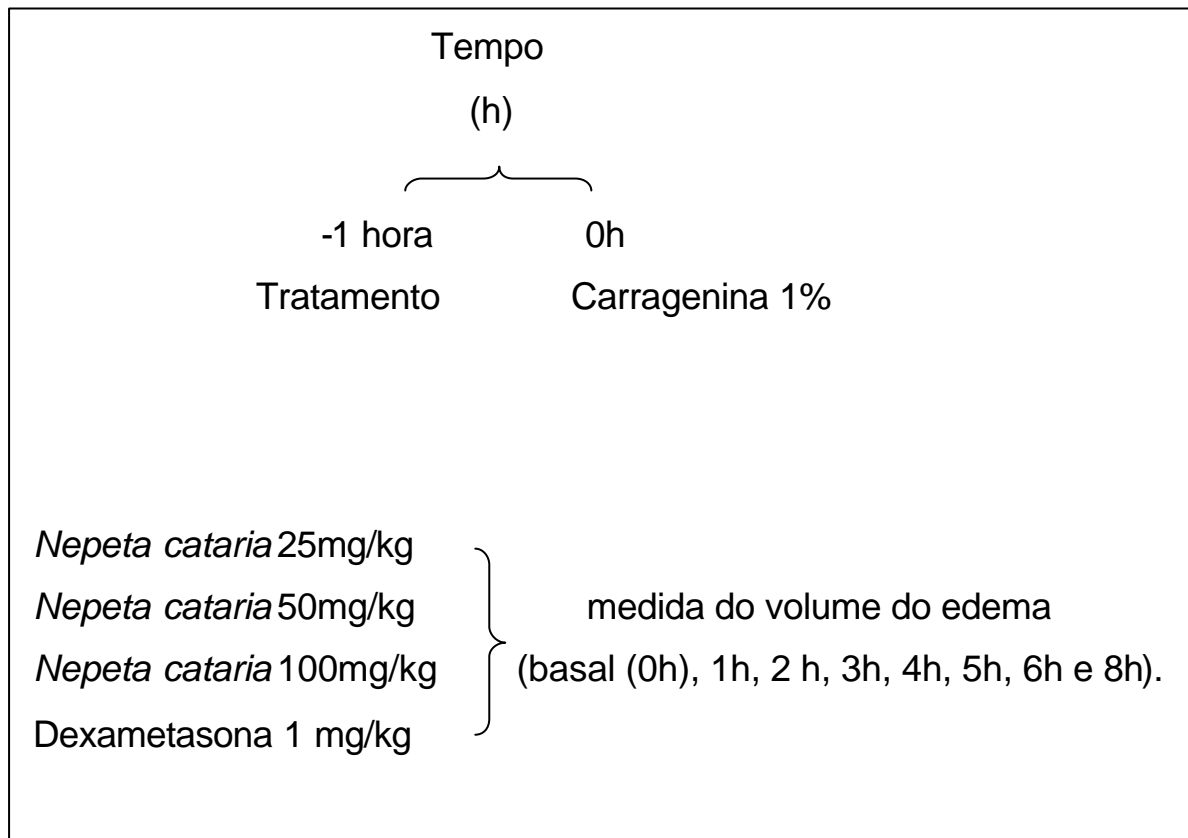 Tempo
(h)
-1 hora 0h
Tratamento Carragenina 1%
Nepeta cataria 25mg/kg
Nepeta cataria 50mg/kg medida do volume do edema
Nepeta cataria 100mg/kg (basal (0h), 1h, 2 h, 3h, 4h, 5h, 6h e 8h).
Dexametasona 1 mg/kg